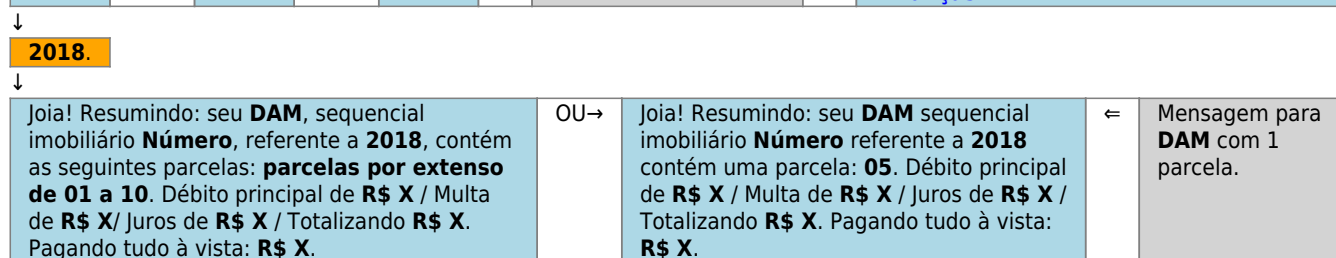 ↓
2018.
↓
Joia! Resumindo: seu DAM, sequencial
imobiliário Número, referente a 2018, contém
as seguintes parcelas: parcelas por extenso
de 01 a 10. Débito principal de R$ X / Multa
de R$ X/ Juros de R$ X / Totalizando R$ X.
Pagando tudo à vista: R$ X.
OU→
Joia! Resumindo: seu DAM sequencial
imobiliário Número referente a 2018
contém uma parcela: 05. Débito principal
de R$ X / Multa de R$ X / Juros de R$ X /
Totalizando R$ X. Pagando tudo à vista:
R$ X.
⇐
Mensagem para
DAM com 1
parcela.